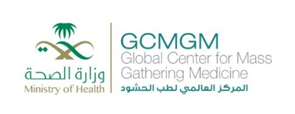 وزارة الصحة
Ministry of Health
GCMGM
Global Center for Mass
Gathering Medicine
المركز العالمي لطب الحشود